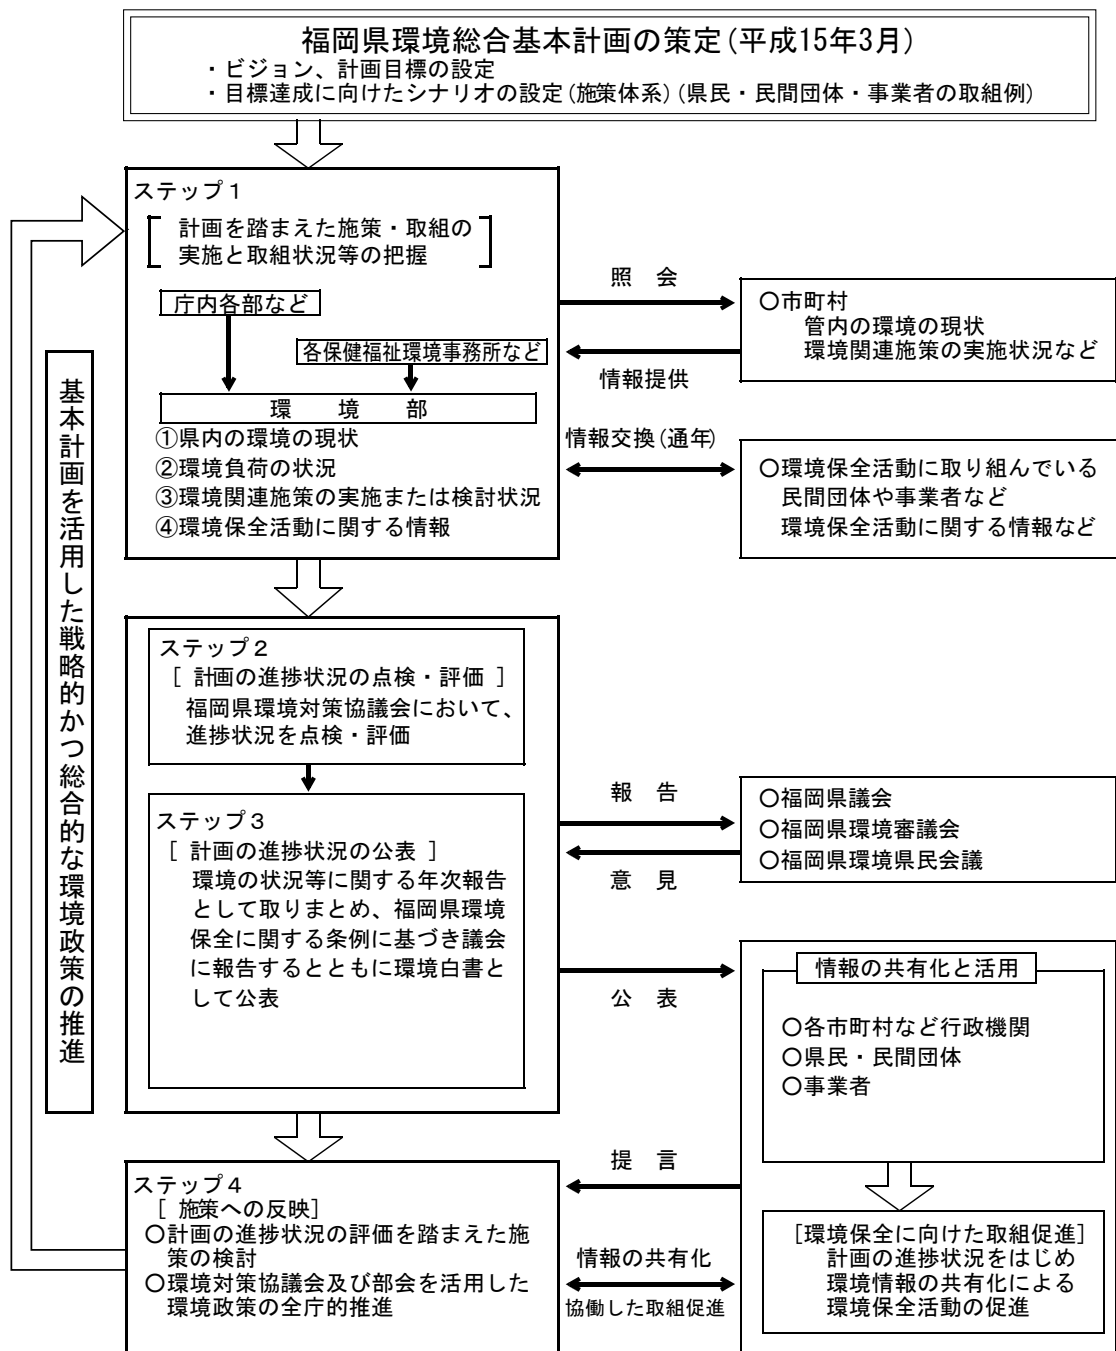 福岡県環境総合基本計画の策定(平成15年3月)
・ビジョン、計画目標の設定
・目標達成に向けたシナリオの設定(施策体系)(県民・民間団体・事業者の取組例)
ステップ1
計画を踏まえた施策・取組の
実施と取組状況等の把握
庁内各部など
各保健福祉環境事務所など
環 境 部
①県内の環境の現状
②環境負荷の状況
③環境関連施策の実施または検討状況
④環境保全活動に関する情報
照 会
情報提供
○市町村
管内の環境の現状
環境関連施策の実施状況など
情報交換(通年)
○環境保全活動に取り組んでいる
民間団体や事業者など
環境保全活動に関する情報など
基本計画を活用した戦略的かつ総合的な環境政策の推進
ステップ2
[ 計画の進捗状況の点検・評価 ]
福岡県環境対策協議会において、
進捗状況を点検・評価
ステップ3
[ 計画の進捗状況の公表 ]
環境の状況等に関する年次報告
として取りまとめ、福岡県環境
保全に関する条例に基づき議会
に報告するとともに環境白書と
して公表
報 告
意 見
○福岡県議会
○福岡県環境審議会
○福岡県環境県民会議
公 表
情報の共有化と活用
○各市町村など行政機関
○県民・民間団体
○事業者
ステップ4
[ 施策への反映]
○計画の進捗状況の評価を踏まえた施
策の検討
○環境対策協議会及び部会を活用した
環境政策の全庁的推進
提 言
情報の共有化
協働した取組促進
[環境保全に向けた取組促進]
計画の進捗状況をはじめ
環境情報の共有化による
環境保全活動の促進